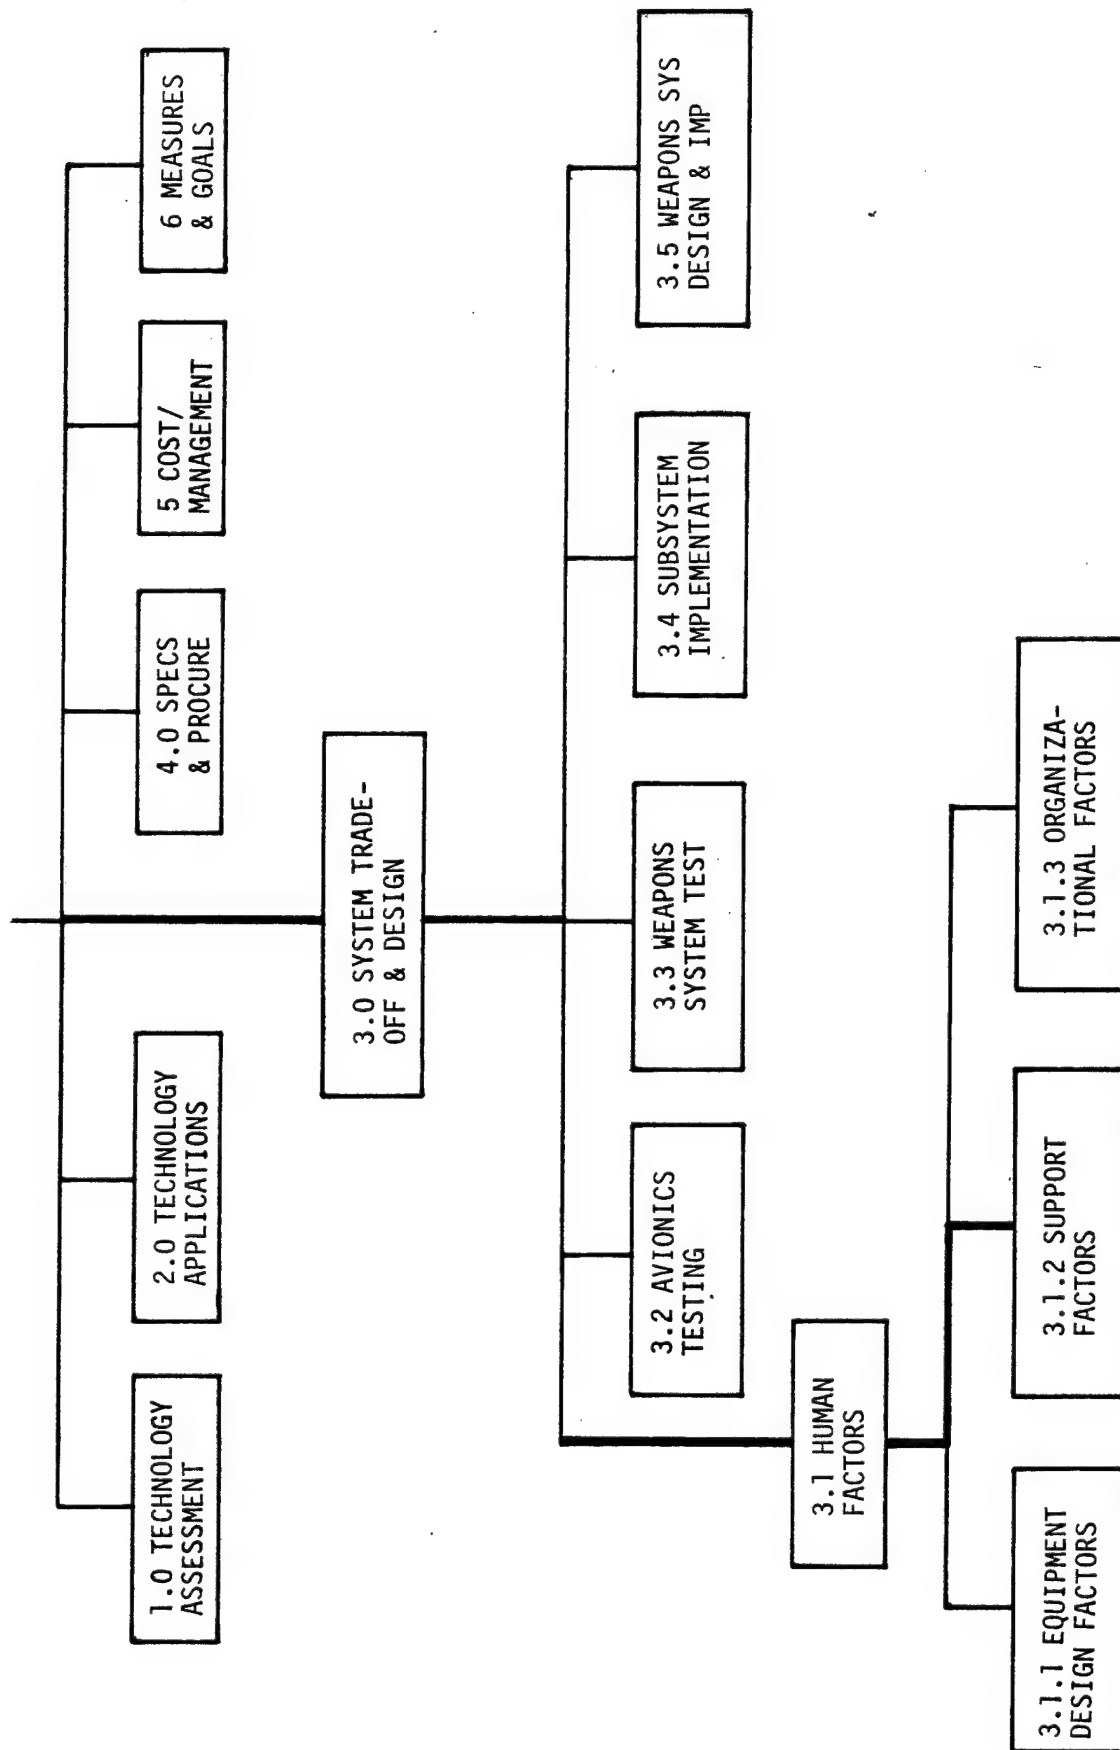 1.0 TECHNOLOGY
ASSESSMENT
2.0 TECHNOLOGY
APPLICATIONS
3.0 SYSTEM TRADE-
OFF & DESIGN
4.0 SPECS
& PROCURE
5 COST/
MANAGEMENT
6 MEASURES
& GOALS
3.1 HUMAN
FACTORS
3.2 AVIONICS
TESTING
3.3 WEAPONS
SYSTEM TEST
3.4 SUBSYSTEM
IMPLEMENTATION
3.5 WEAPONS SYS
DESIGN & IMP
3.1.1 EQUIPMENT
DESIGN FACTORS
3.1.2 SUPPORT
FACTORS
3.1.3 ORGANIZA-
TIONAL FACTORS